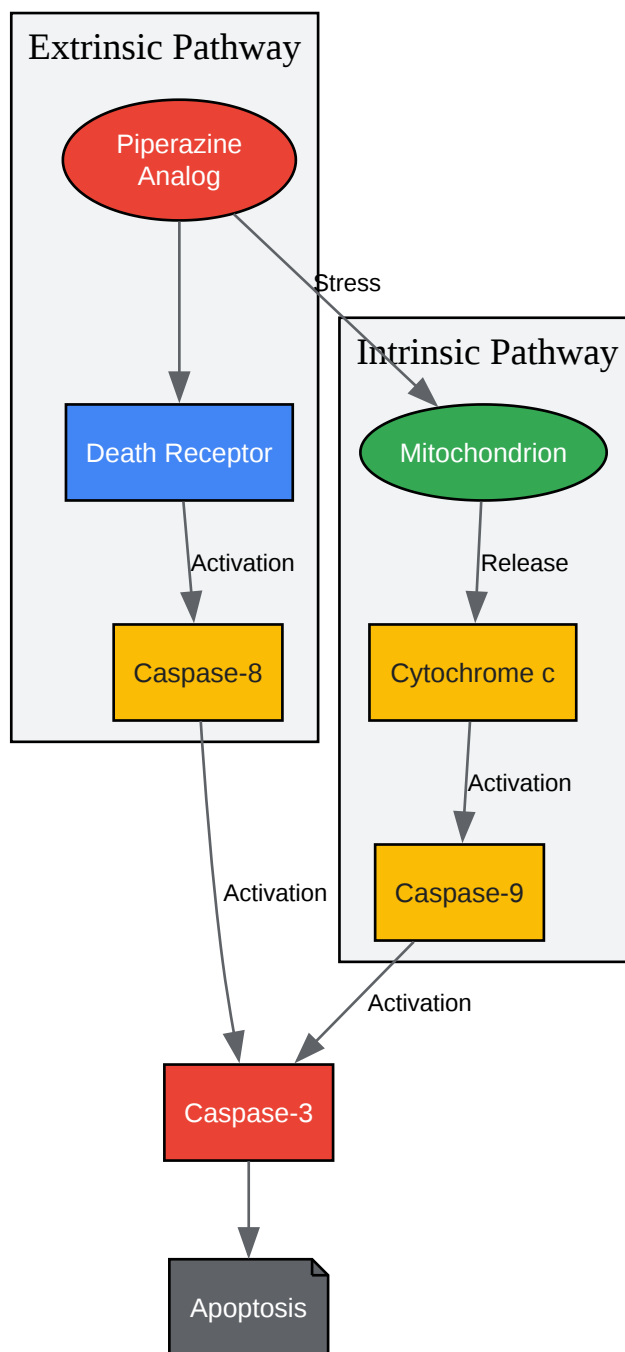 Extrinsic Pathway
Piperazine
Analog
Stress
Intrinsic Pathway
Death Receptor
Mitochondrion
Activation
Release
Caspase-8
Cytochrome c
Activation
Activation
Caspase-9
Activation
Caspase-3
Apoptosis